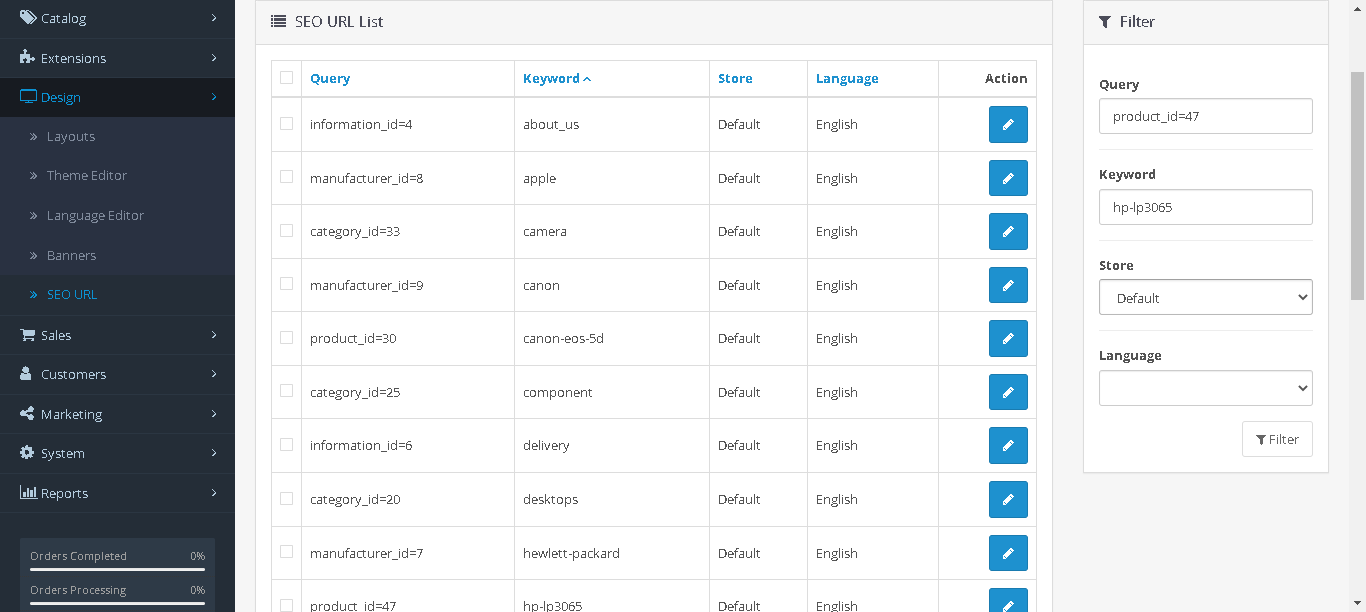 Catalog
Extensions
Design
Layouts
Theme Editor
Language Editor
Banners
SEO URL
Sales
Customers
Marketing
System
Reports
Orders Completed 0%
Orders Processing 0%
SEO URL List
Query Keyword Store Language Action
information_id=4 about_us Default English
manufacturer_id=8 apple Default English
category_id=33 camera Default English
manufacturer_id=9 canon Default English
product_id=30 canon-eos-5d Default English
category_id=25 component Default English
information_id=6 delivery Default English
category_id=20 desktops Default English
manufacturer_id=7 hewlett-packard Default English
product_id=47 hp-lp3065 Default English
Filter
Query
product_id=47
Keyword
hp-lp3065
Store
Default
Language
Filter